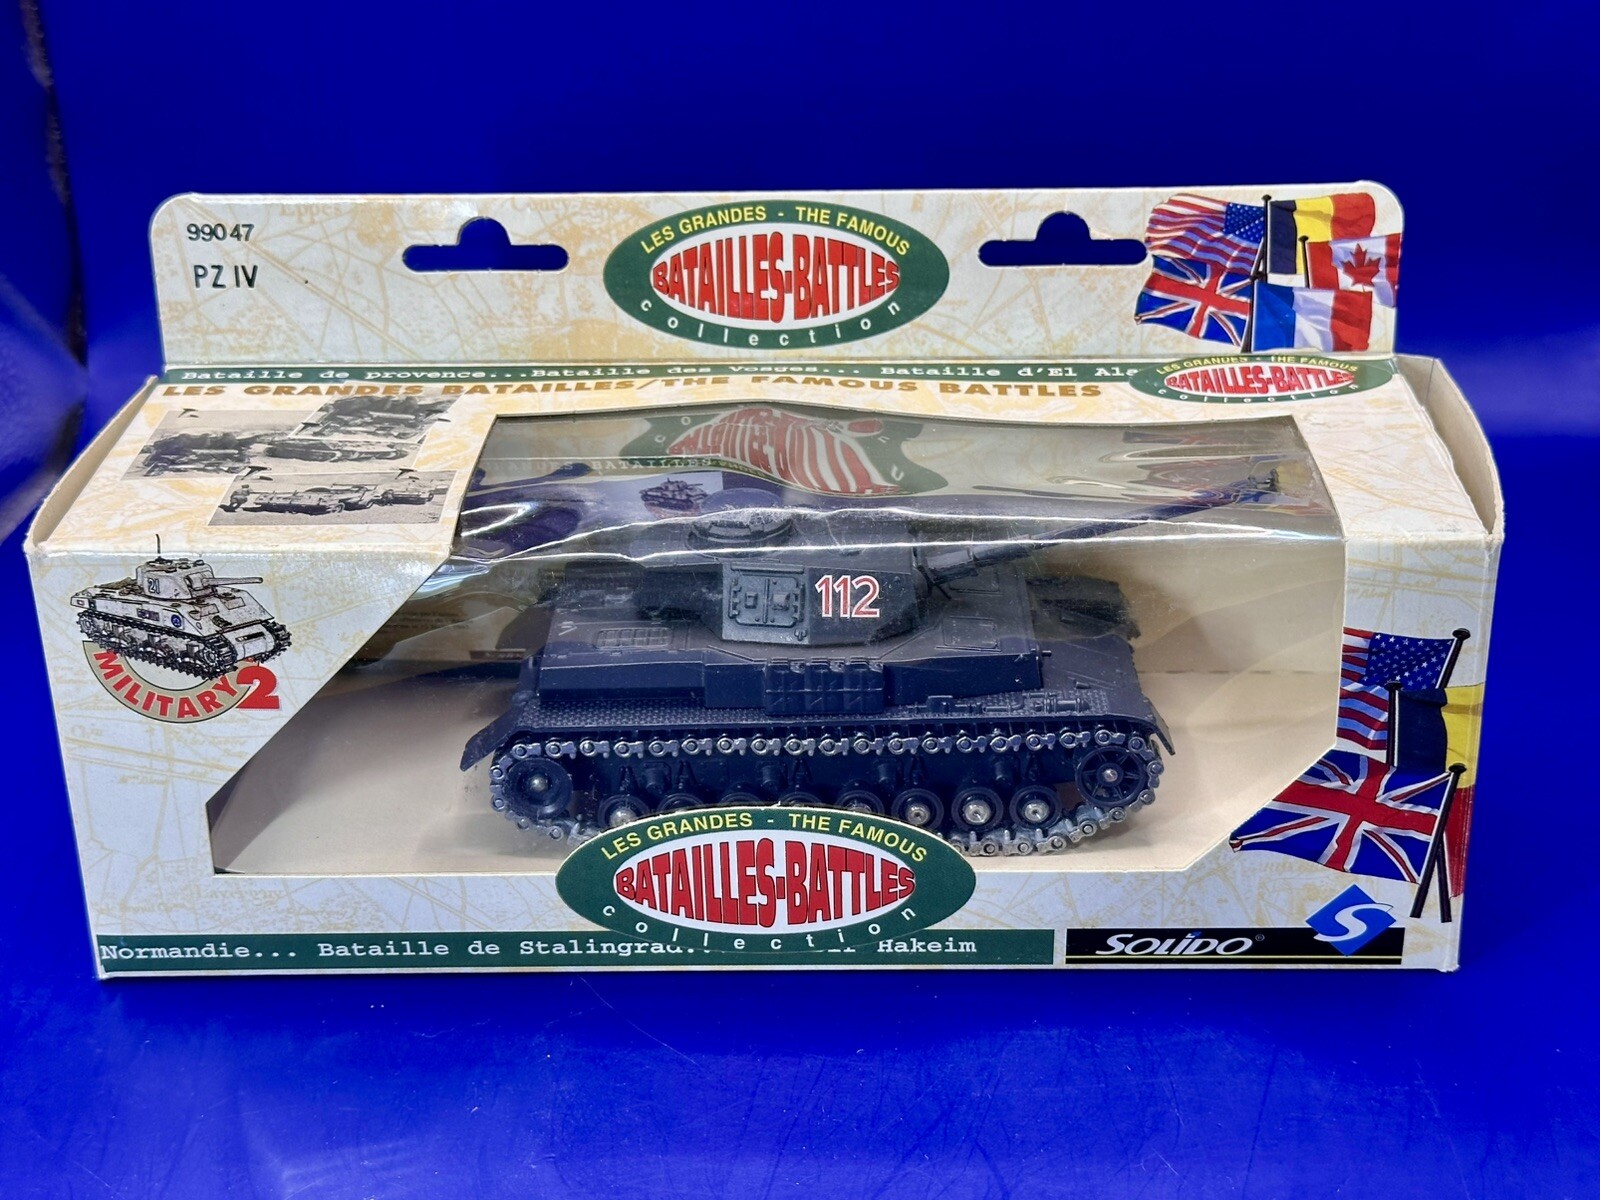 99047
PZ IV
LES GRANDES - THE FAMOUS
BATAILLES-BATTLES
collection
Bataille de provence...Bataille des Vosges... Bataille d'El Ala
LES GRANDES BATAILLES/THE FAMOUS BATTLES
LES GRANDES - THE FAMOUS
BATAILLES-BATTLES
collection
21
MILITARY 2
112
LES GRANDES - THE FAMOUS
BATAILLES-BATTLES
collection
Normandie... Bataille de Stalingrad.. Hakeim
SOLIDO®
S